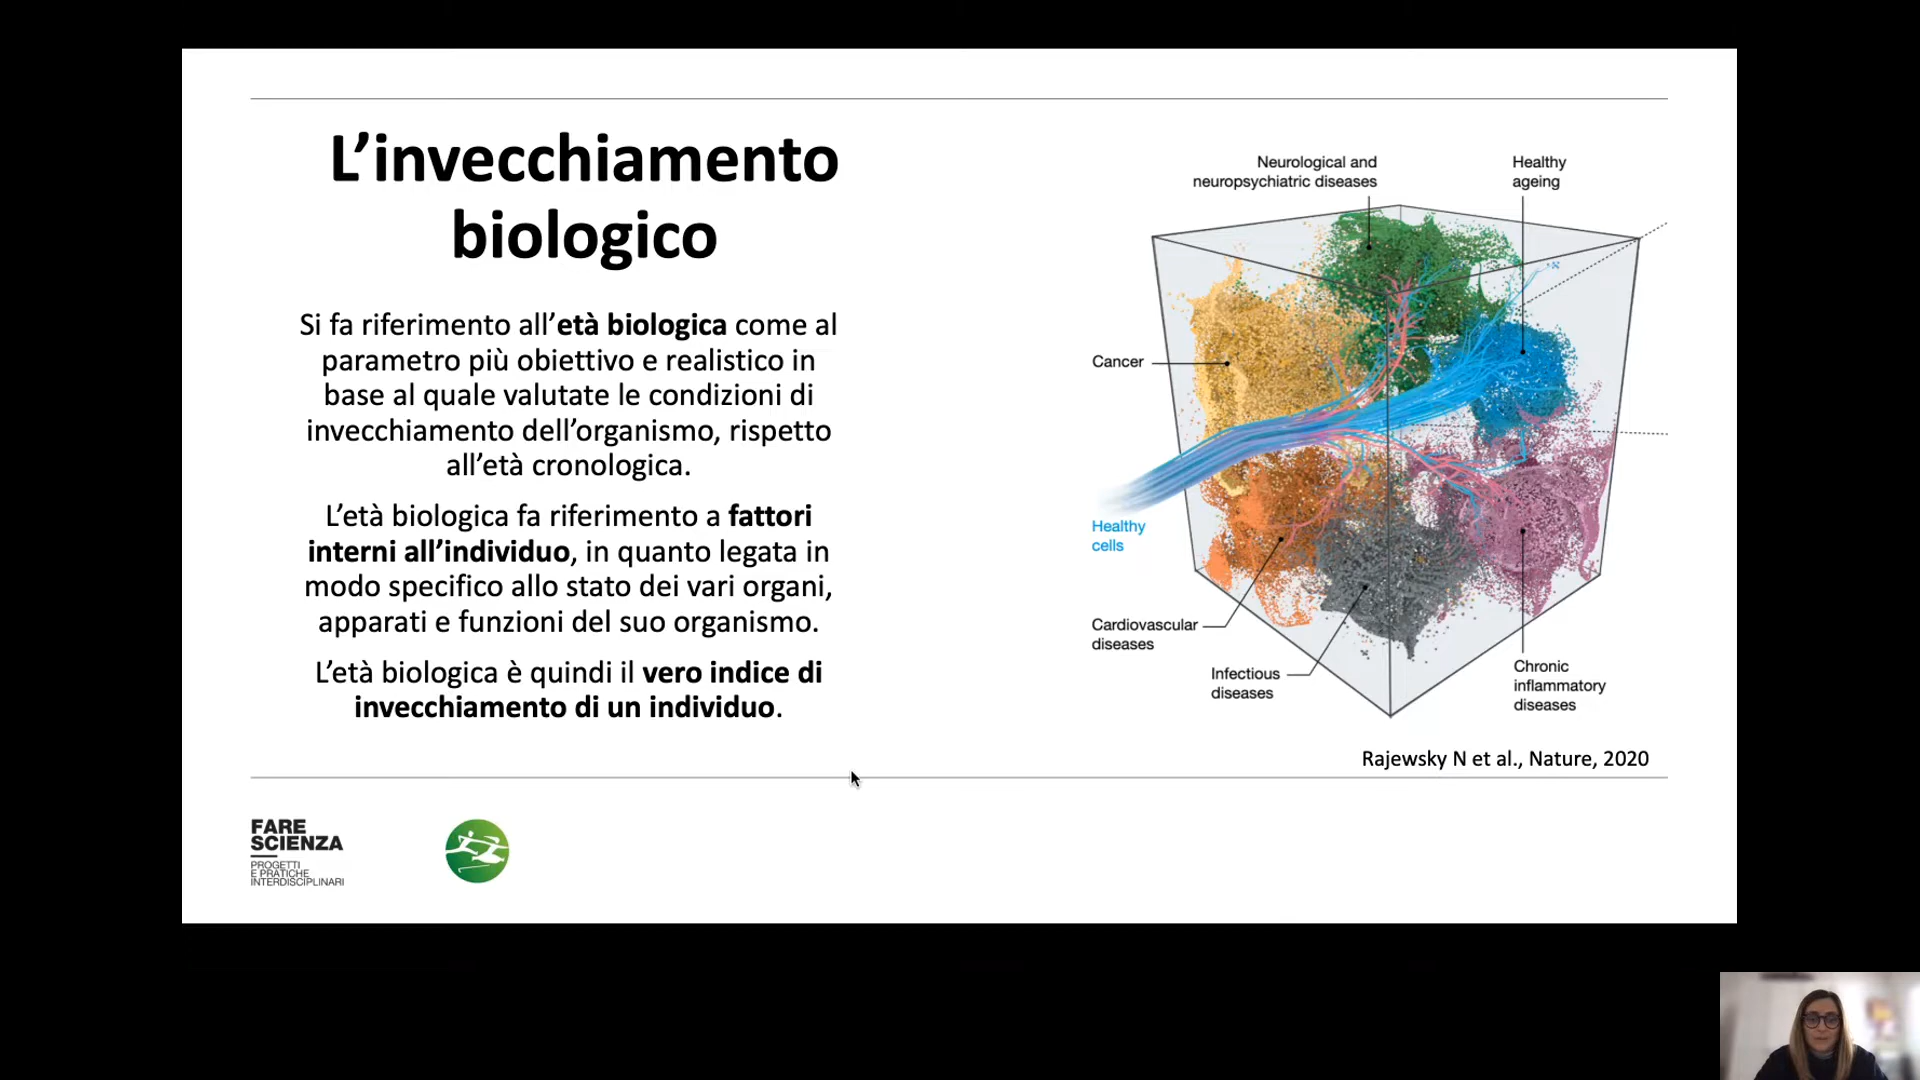 L’invecchiamento
biologico
Si fa riferimento all’età biologica come al
parametro più obiettivo e realistico in
base al quale valutate le condizioni di
invecchiamento dell’organismo, rispetto
all’età cronologica.
L’età biologica fa riferimento a fattori
interni all’individuo, in quanto legata in
modo specifico allo stato dei vari organi,
apparati e funzioni del suo organismo.
L’età biologica è quindi il vero indice di
invecchiamento di un individuo.
Neurological and
neuropsychiatric diseases
Healthy
ageing
Cancer
Healthy
cells
Cardiovascular
diseases
Infectious
diseases
Chronic
inflammatory
diseases
Rajewsky N et al., Nature, 2020
FARE
SCIENZA
PROGETTI
E PRATICHE
INTERDISCIPLINARI